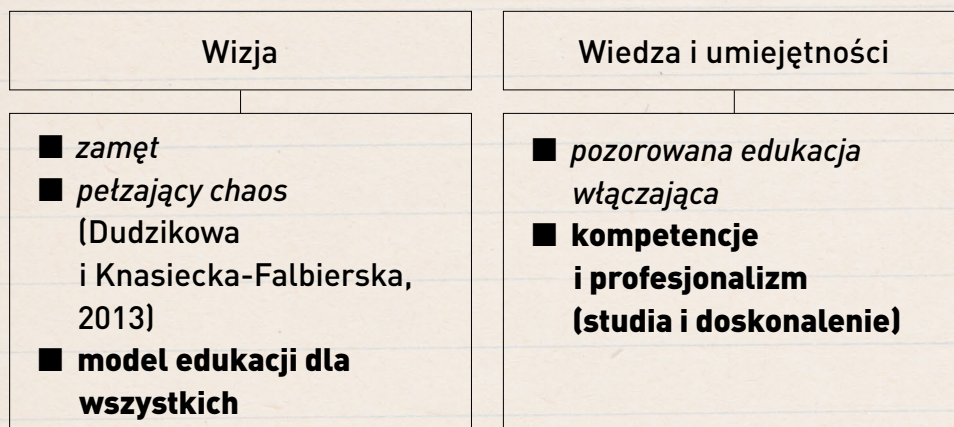 Wizja
■ zamęt
■ pełzający chaos
(Dudzikowa
i Knasiecka-Falbierska,
2013)
■ model edukacji dla
wszystkich
Wiedza i umiejętności
■ pozorowana edukacja
włączająca
■ kompetencje
i profesjonalizm
(studia i doskonalenie)